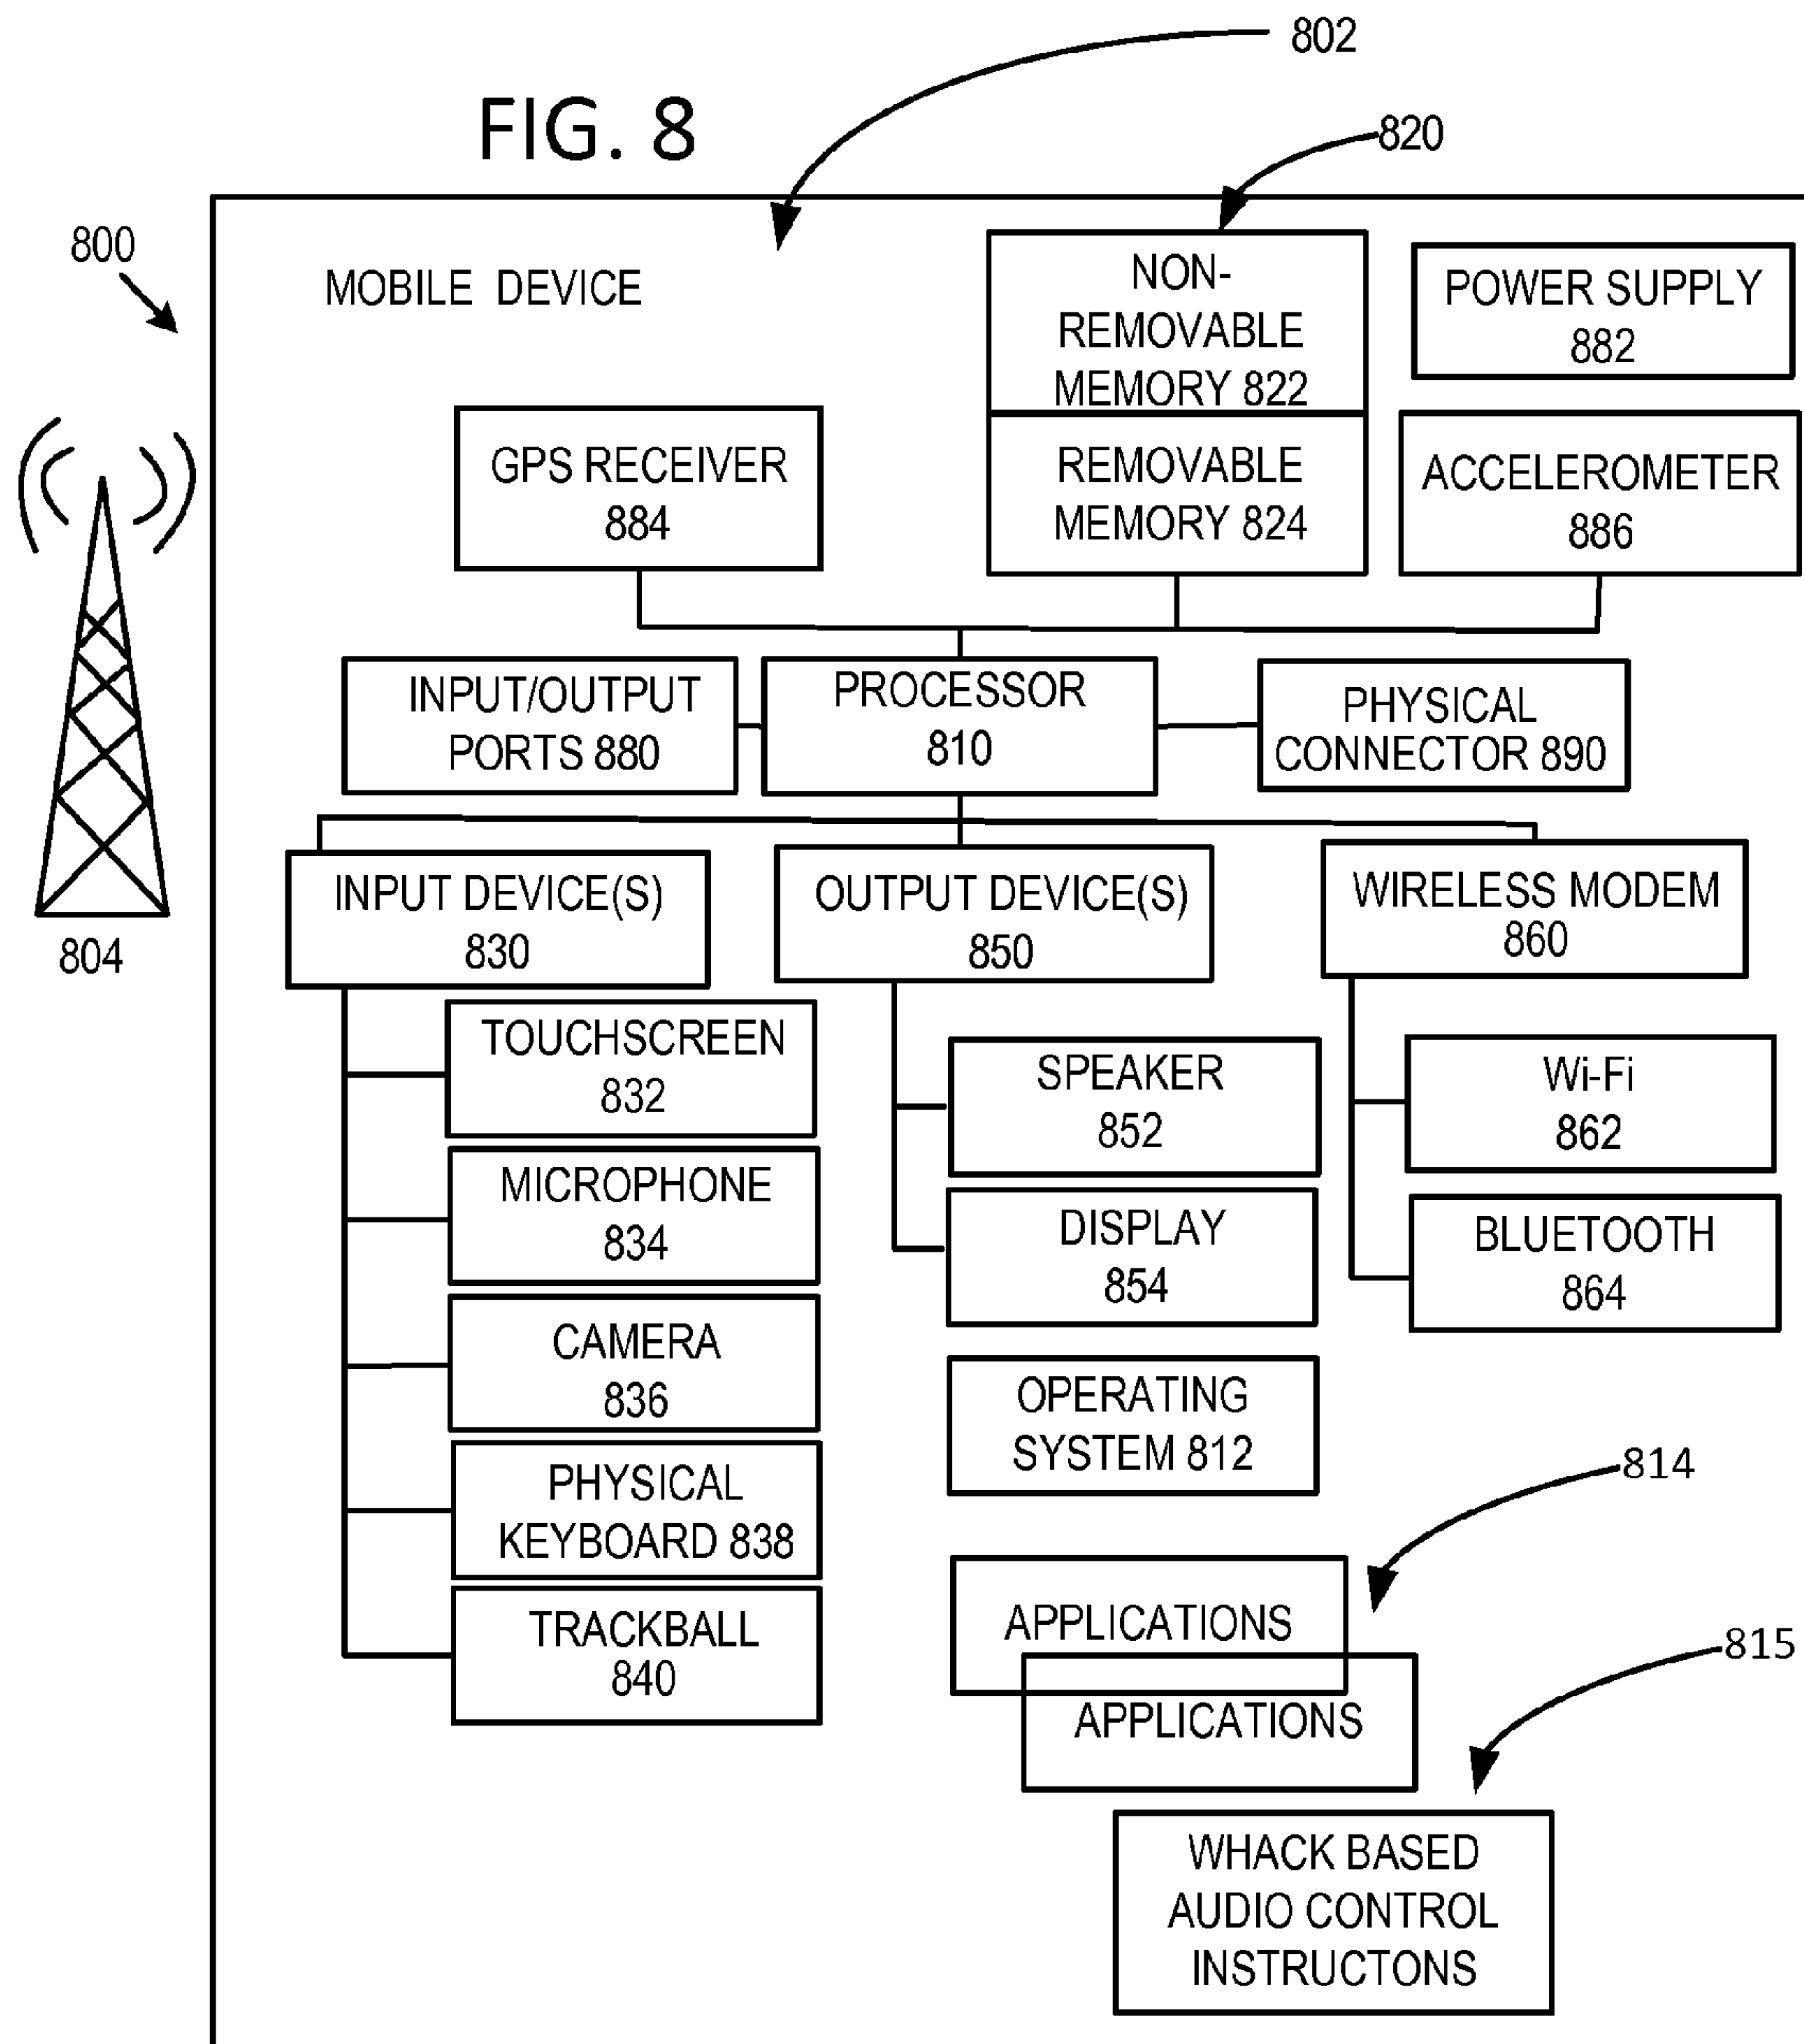 802
FIG. 8
820
800
MOBILE DEVICE
NON-
REMOVABLE
MEMORY 822
POWER SUPPLY
882
GPS RECEIVER
884
REMOVABLE
MEMORY 824
ACCELEROMETER
886
INPUT/OUTPUT
PORTS 880
PROCESSOR
810
PHYSICAL
CONNECTOR 890
804
INPUT DEVICE(S)
830
OUTPUT DEVICE(S)
850
WIRELESS MODEM
860
TOUCHSCREEN
832
MICROPHONE
834
CAMERA
836
PHYSICAL
KEYBOARD 838
TRACKBALL
840
SPEAKER
852
DISPLAY
854
Wi-Fi
862
BLUETOOTH
864
OPERATING
SYSTEM 812
814
APPLICATIONS
APPLICATIONS
815
WHACK BASED
AUDIO CONTROL
INSTRUCTONS